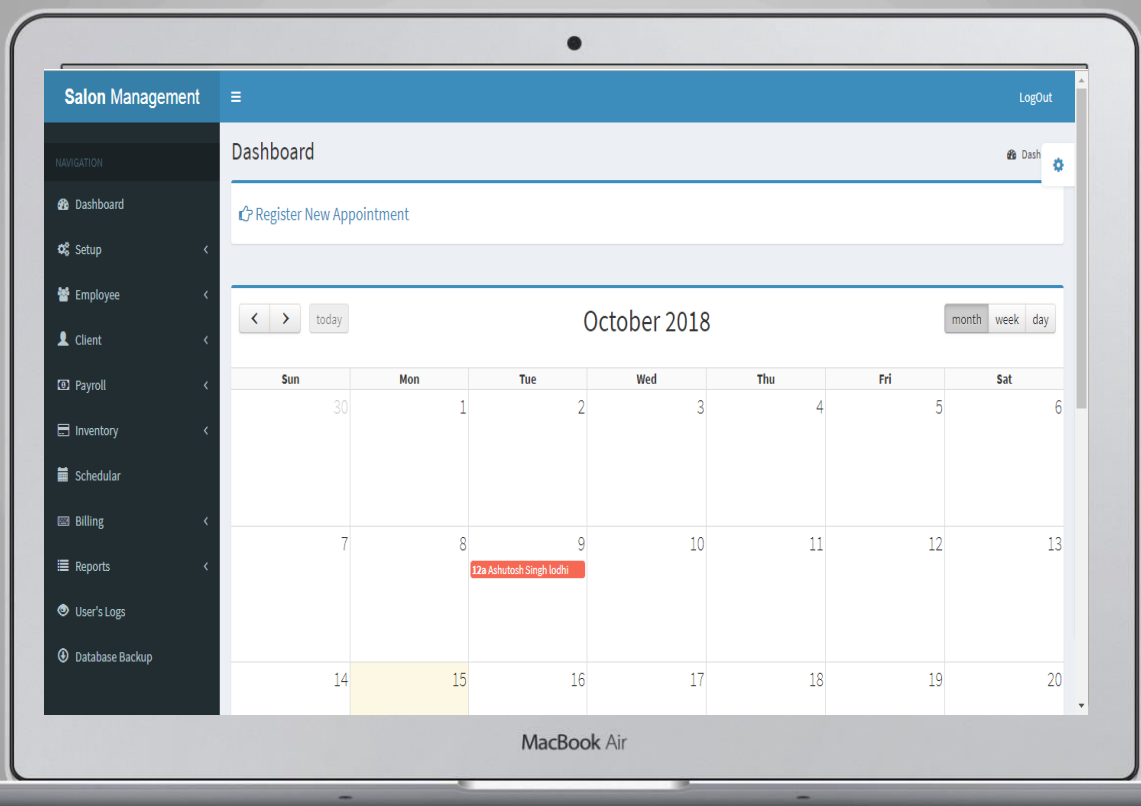 Salon Management
LogOut
NAVIGATION
Dashboard
Setup
Employee
Client
Payroll
Inventory
Schedular
Billing
Reports
User's Logs
Database Backup
Dashboard
Dash
Register New Appointment
today
October 2018
month week day
Sun Mon Tue Wed Thu Fri Sat
30 1 2 3 4 5 6
7 8 9 10 11 12 13
12a Ashutosh Singh lodhi
14 15 16 17 18 19 20
MacBook Air